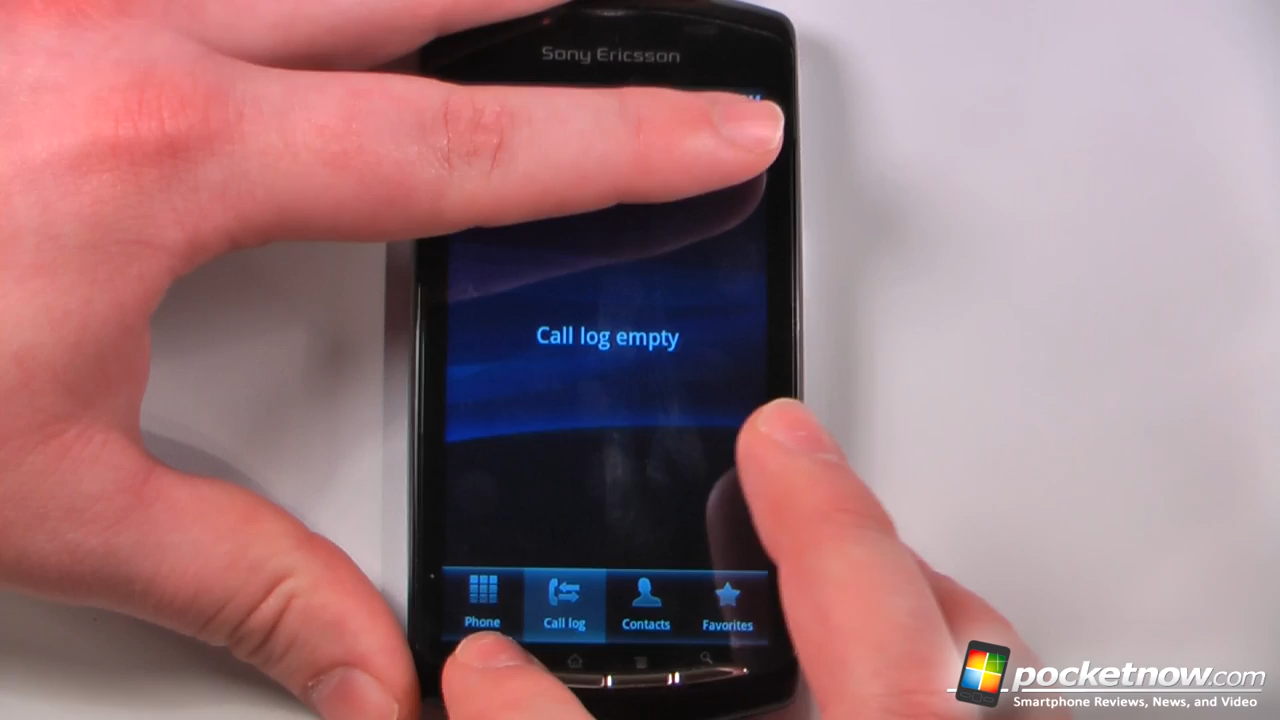 Sony Ericsson
Call log empty
Phone
Call log
Contacts
Favorites
pocketnow.com
Smartphone Reviews, News, and Video